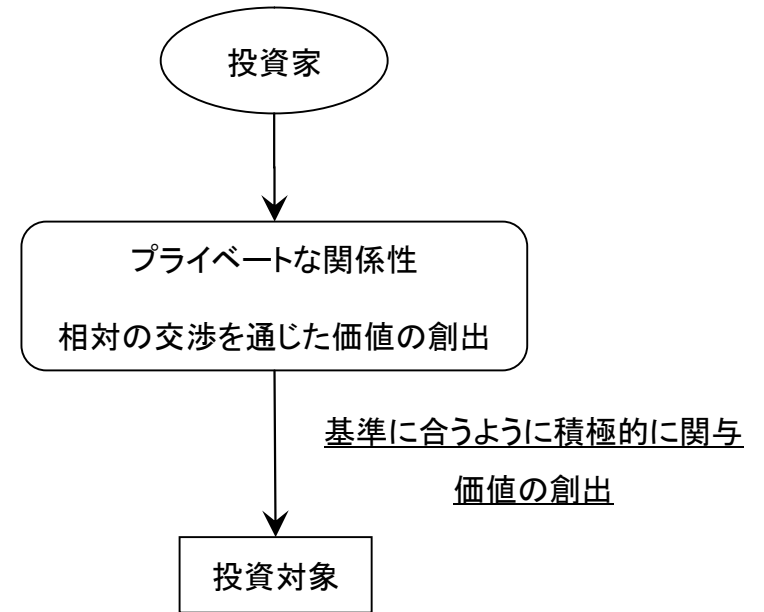 投資家
プライベートな関係性
相対の交渉を通じた価値の創出
基準に合うように積極的に関与
価値の創出
投資対象